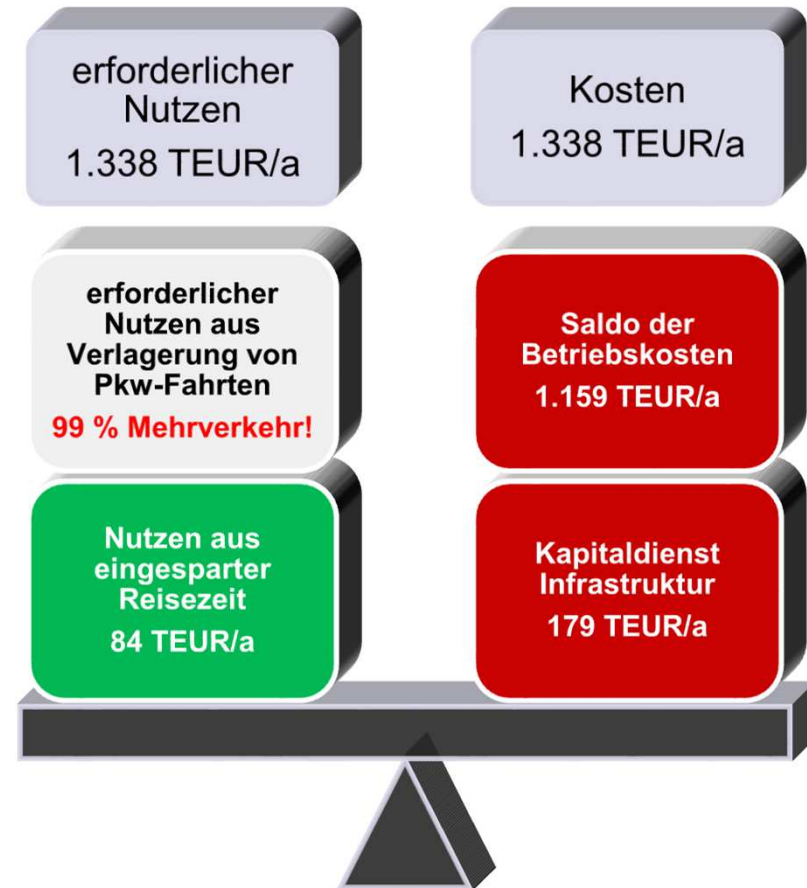 erforderlicher
Nutzen
1.338 TEUR/a
Kosten
1.338 TEUR/a
erforderlicher
Nutzen aus
Verlagerung von
Pkw-Fahrten
99 % Mehrverkehr!
Saldo der
Betriebskosten
1.159 TEUR/a
Nutzen aus
eingesparter
Reisezeit
84 TEUR/a
Kapitaldienst
Infrastruktur
179 TEUR/a